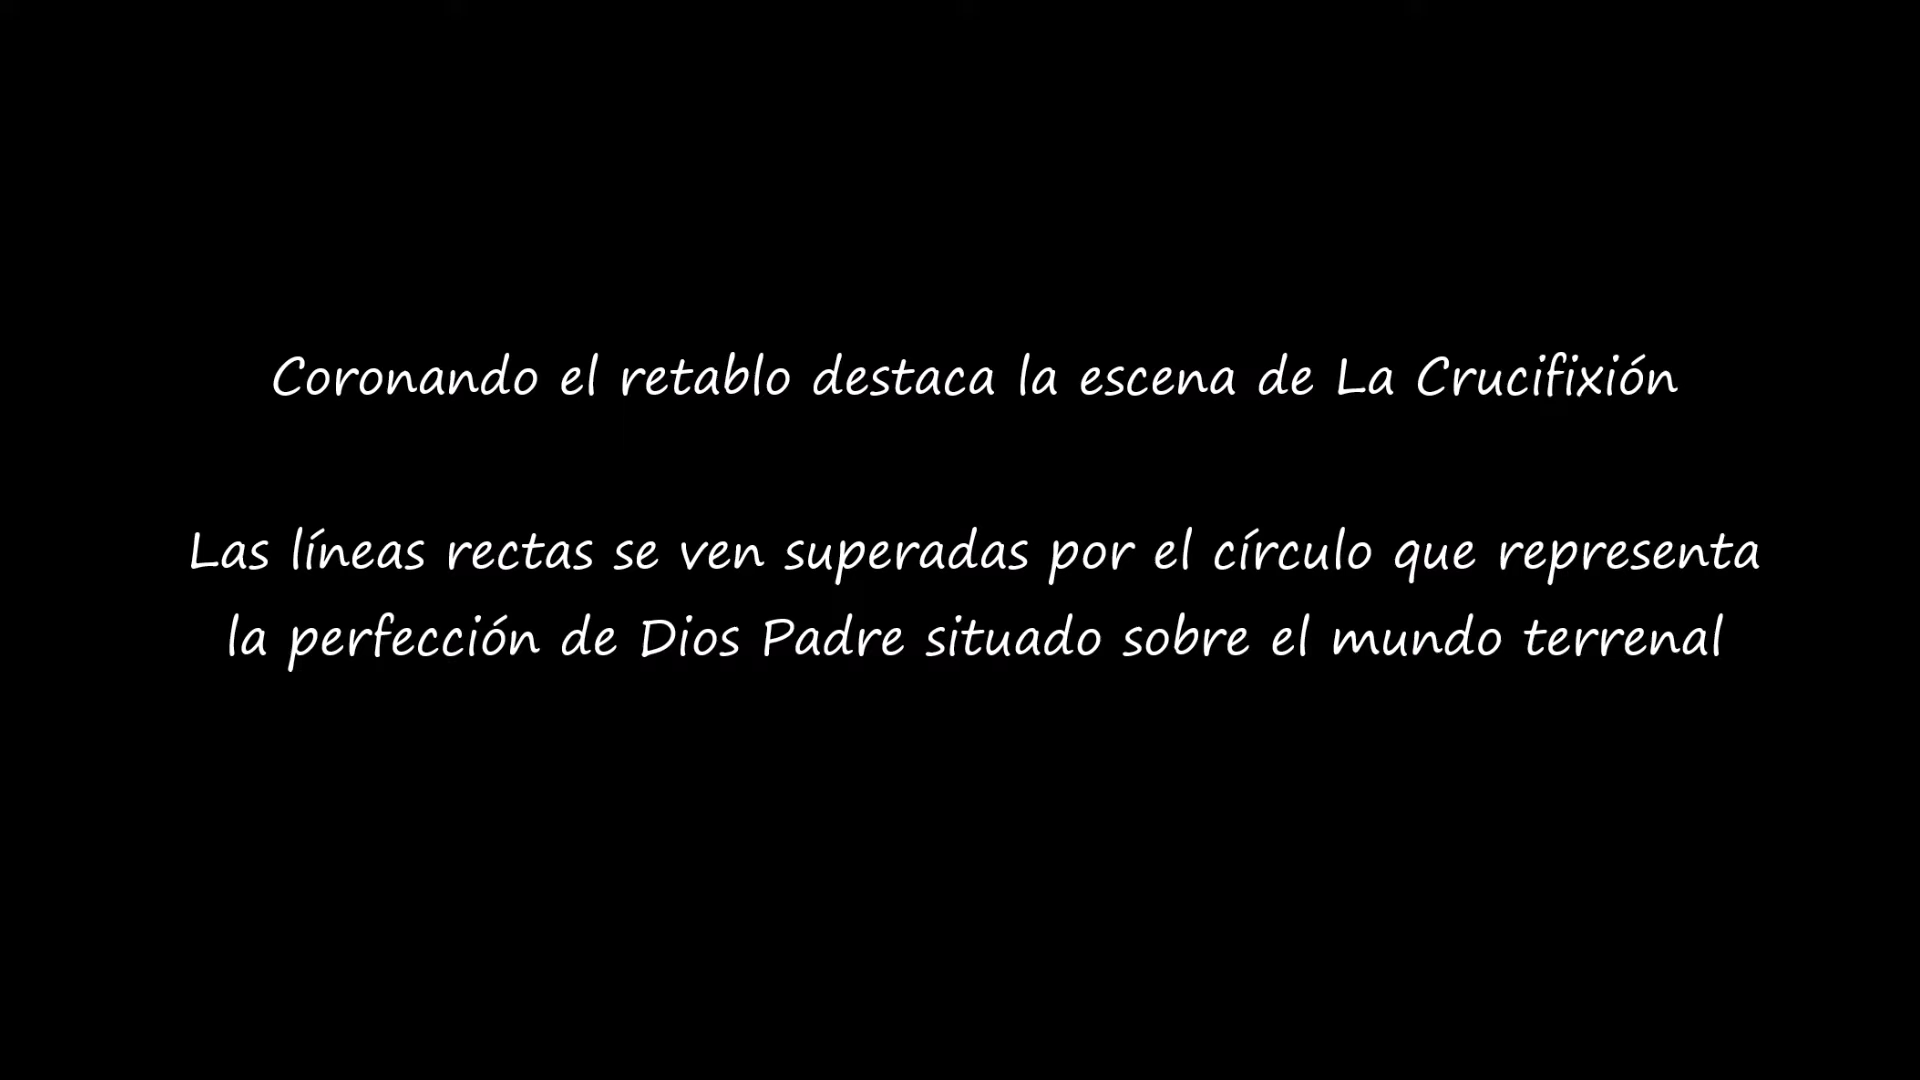 Coronando el retablo destaca la escena de La Crucifixión
Las líneas rectas se ven superadas por el círculo que representa
la perfección de Dios Padre situado sobre el mundo terrenal